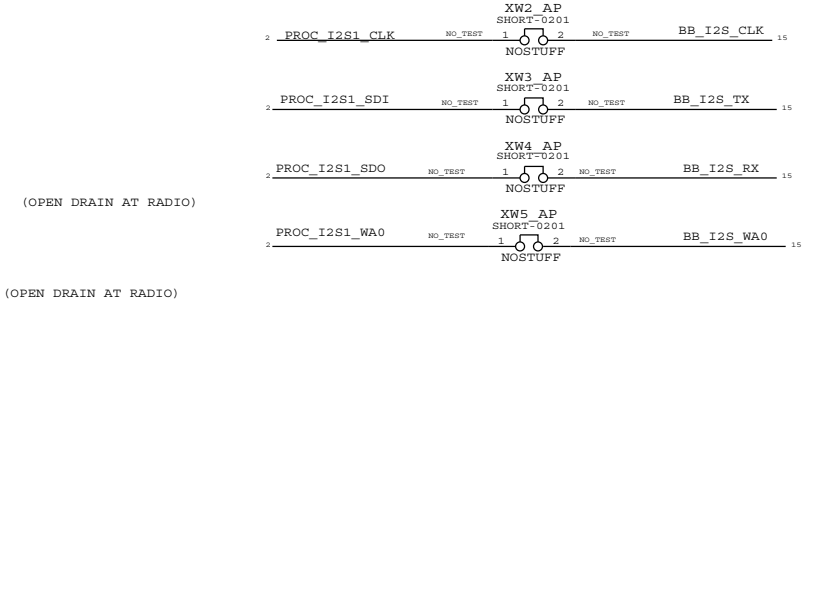 XW2_AP
SHORT-0201
2 PROC_I2S1_CLK NO_TEST 1 2 NO_TEST BB_I2S_CLK 15
NOSTUFF
XW3_AP
SHORT-0201
2 PROC_I2S1_SDI NO_TEST 1 2 NO_TEST BB_I2S_TX 15
NOSTUFF
XW4_AP
SHORT-0201
2 PROC_I2S1_SDO NO_TEST 1 2 NO_TEST BB_I2S_RX 15
NOSTUFF
(OPEN DRAIN AT RADIO)
XW5_AP
SHORT-0201
2 PROC_I2S1_WA0 NO_TEST 1 2 NO_TEST BB_I2S_WA0 15
NOSTUFF
(OPEN DRAIN AT RADIO)